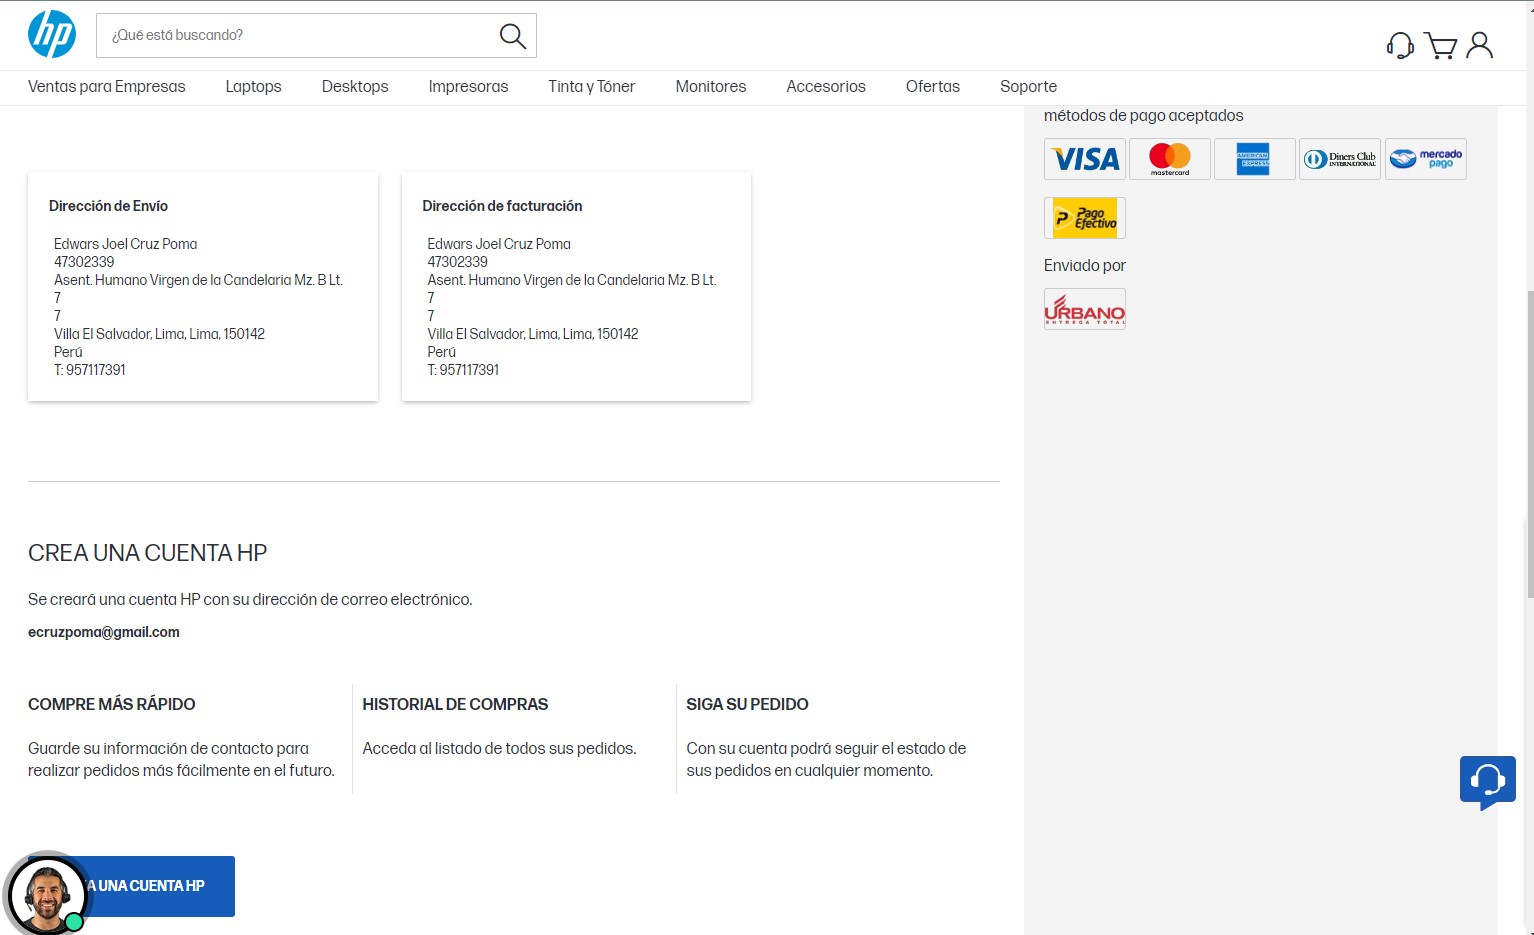 hp
¿Qué está buscando?
Ventas para Empresas
Laptops
Desktops
Impresoras
Tinta y Tóner
Monitores
Accesorios
Ofertas
Soporte
métodos de pago aceptados
VISA
mastercard
AMERICAN EXPRESS
Diners Club INTERNATIONAL
mercado pago
Pago Efectivo
Enviado por
URBANO
ENTREGA TOTAL
Dirección de Envío
Edwars Joel Cruz Poma
47302339
Asent. Humano Virgen de la Candelaria Mz. B Lt.
7
7
Villa El Salvador, Lima, Lima, 150142
Perú
T: 957117391
Dirección de facturación
Edwars Joel Cruz Poma
47302339
Asent. Humano Virgen de la Candelaria Mz. B Lt.
7
7
Villa El Salvador, Lima, Lima, 150142
Perú
T: 957117391
CREA UNA CUENTA HP
Se creará una cuenta HP con su dirección de correo electrónico.
ecruzpoma@gmail.com
COMPRE MÁS RÁPIDO
Guarde su información de contacto para
realizar pedidos más fácilmente en el futuro.
HISTORIAL DE COMPRAS
Acceda al listado de todos sus pedidos.
SIGA SU PEDIDO
Con su cuenta podrá seguir el estado de
sus pedidos en cualquier momento.
A UNA CUENTA HP